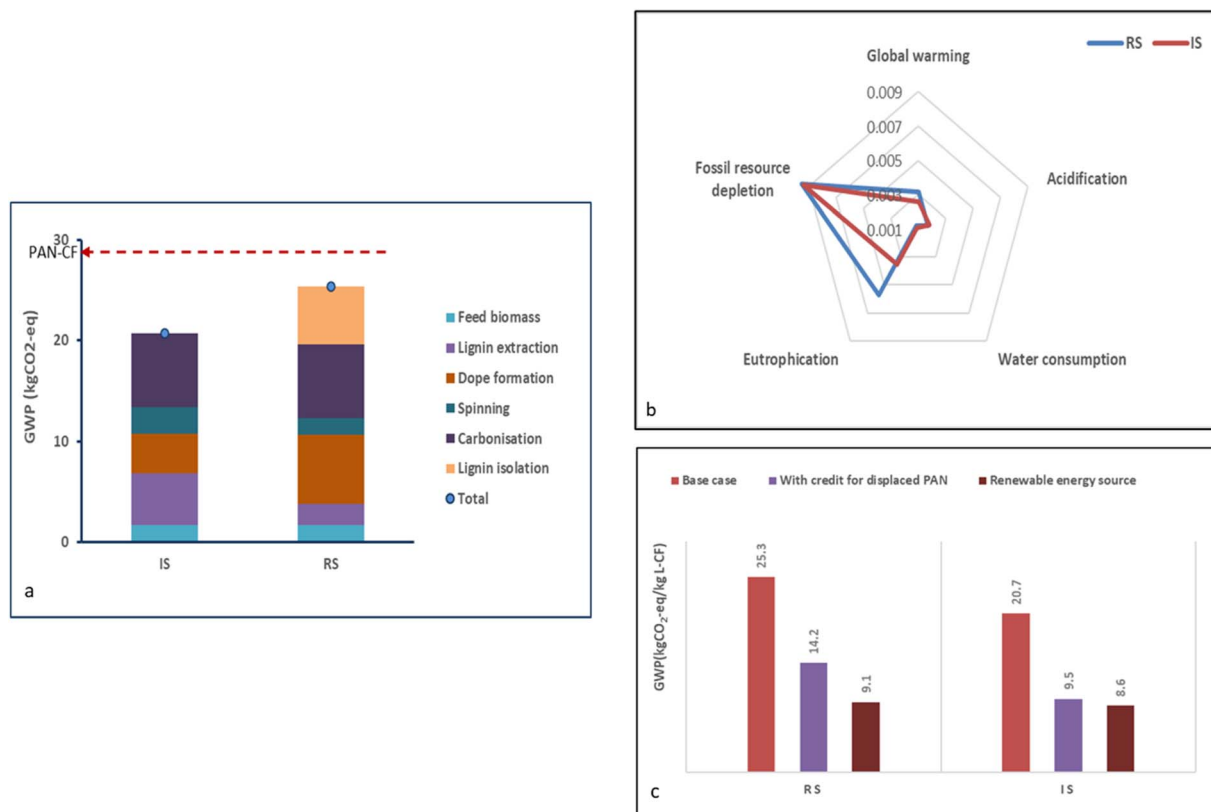 30
PAN-CF
20
10
0
GWP (kgCO2-eq)
IS
RS
Feed biomass
Lignin extraction
Dope formation
Spinning
Carbonisation
Lignin isolation
Total
a
RS
IS
Global warming
0.009
0.007
0.005
0.003
0.001
Fossil resource
depletion
Acidification
Eutrophication
Water consumption
b
Base case
With credit for displaced PAN
Renewable energy source
GWP(kgCO₂-eq/kg L-CF)
25.3
14.2
9.1
20.7
9.5
8.6
RS
IS
c